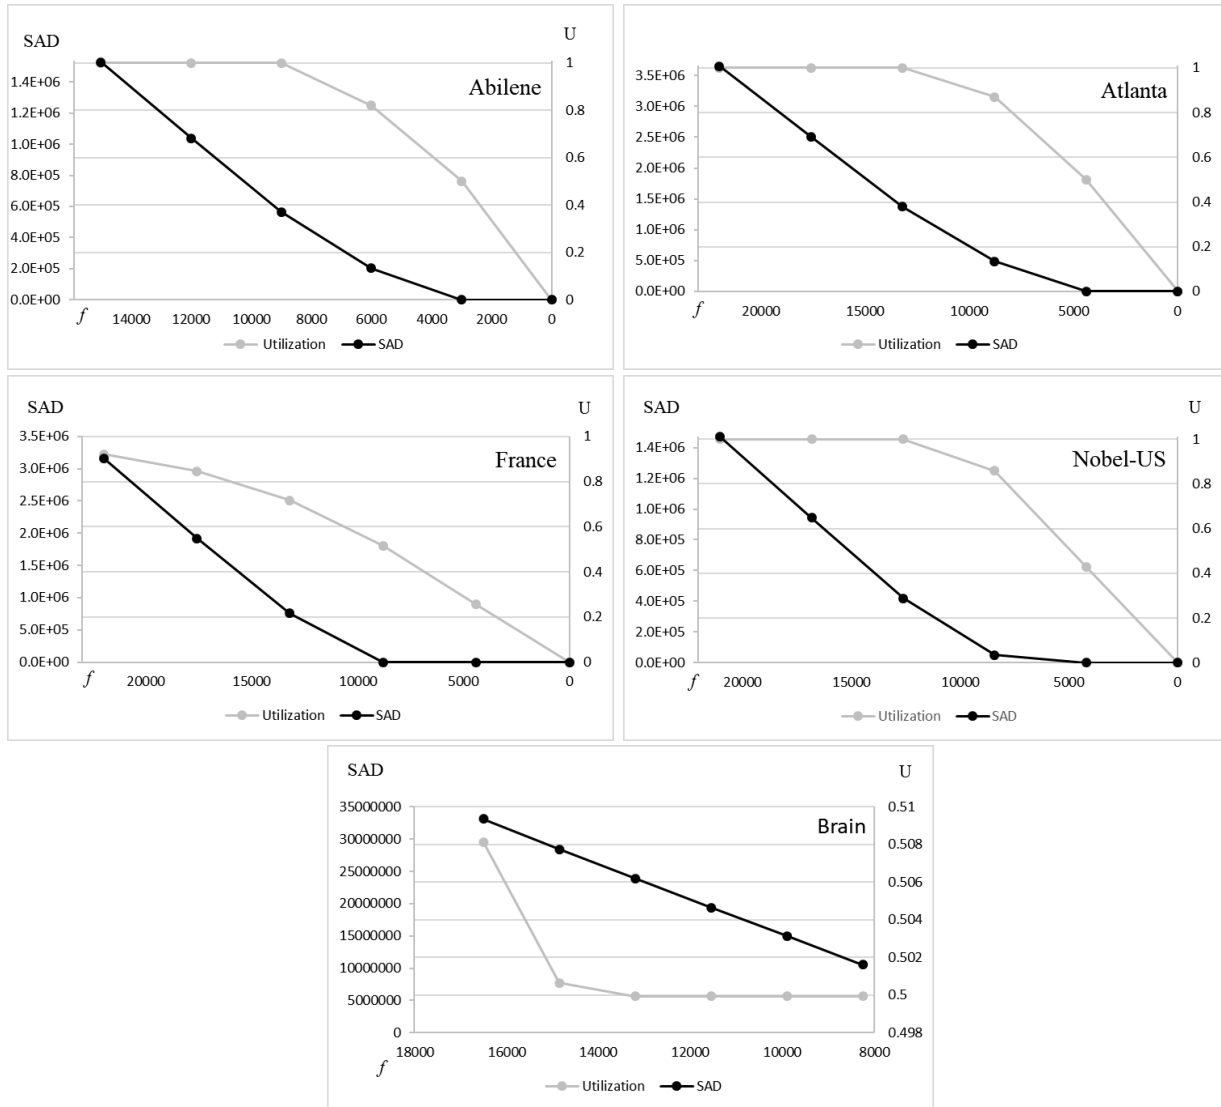 SAD U
Abilene
1.4E+06
1.2E+06
1.0E+06
8.0E+05
6.0E+05
4.0E+05
2.0E+05
0.0E+00
1
0.8
0.6
0.4
0.2
0
f 14000 12000 10000 8000 6000 4000 2000 0
Utilization SAD
Atlanta
3.5E+06
3.0E+06
2.5E+06
2.0E+06
1.5E+06
1.0E+06
5.0E+05
0.0E+00
1
0.8
0.6
0.4
0.2
0
f 20000 15000 10000 5000 0
Utilization SAD
SAD U
France
3.5E+06
3.0E+06
2.5E+06
2.0E+06
1.5E+06
1.0E+06
5.0E+05
0.0E+00
1
0.8
0.6
0.4
0.2
0
f 20000 15000 10000 5000 0
Utilization SAD
SAD U
Nobel-US
1.4E+06
1.2E+06
1.0E+06
8.0E+05
6.0E+05
4.0E+05
2.0E+05
0.0E+00
1
0.8
0.6
0.4
0.2
0
f 20000 15000 10000 5000 0
Utilization SAD
SAD U
Brain
35000000
30000000
25000000
20000000
15000000
10000000
5000000
0
0.51
0.508
0.506
0.504
0.502
0.5
0.498
18000 16000 14000 12000 10000 8000
f
Utilization SAD